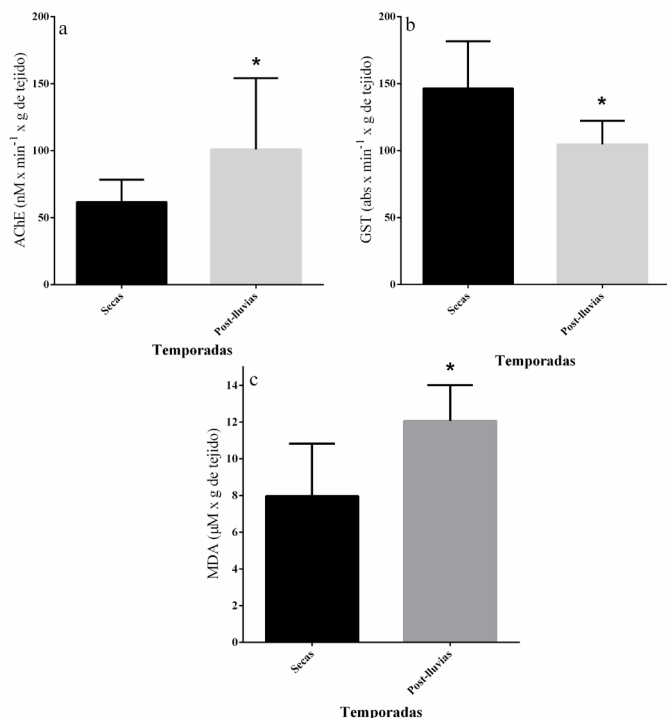 a
*
200
150
100
50
0
AChE (nM x min⁻¹ x g de tejido)
Secas
Post-lluvias
Temporadas
b
*
200
150
100
50
0
GST (abs x min⁻¹ x g de tejido)
Secas
Post-lluvias
Temporadas
c
*
14
12
10
8
6
4
2
0
MDA (µM x g de tejido)
Secas
Post-lluvias
Temporadas